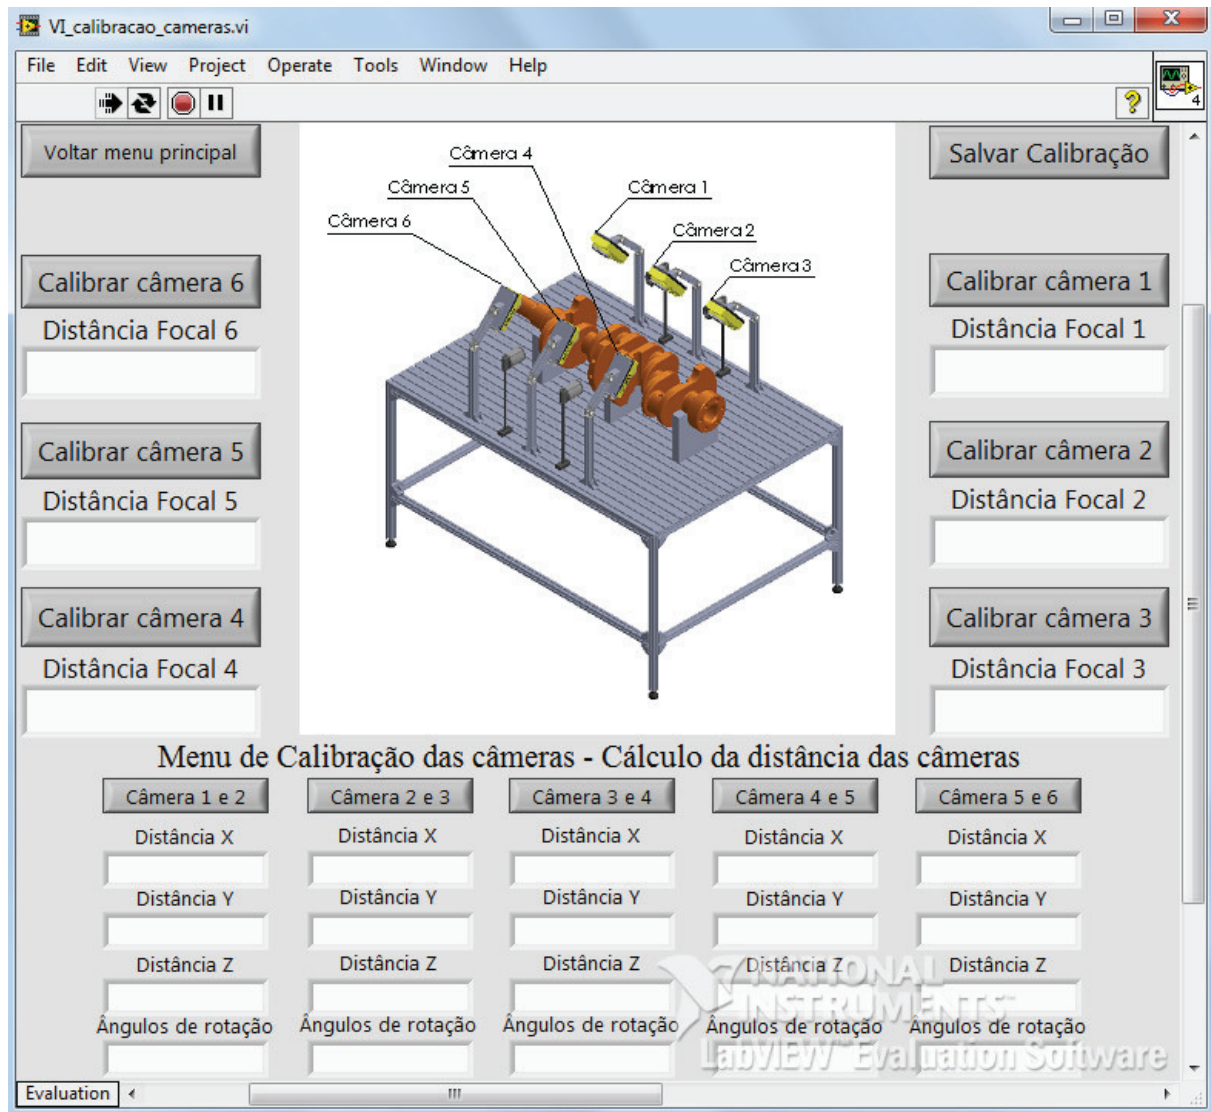 VI_calibracao_cameras.vi
File Edit View Project Operate Tools Window Help
4
Voltar menu principal
Salvar Calibração
Câmera 4
Câmera 5
Câmera 1
Câmera 6
Câmera 2
Câmera 3
Calibrar câmera 6
Calibrar câmera 1
Distância Focal 6
Distância Focal 1
Calibrar câmera 5
Calibrar câmera 2
Distância Focal 5
Distância Focal 2
Calibrar câmera 4
Calibrar câmera 3
Distância Focal 4
Distância Focal 3
Menu de Calibração das câmeras - Cálculo da distância das câmeras
Câmera 1 e 2 Câmera 2 e 3 Câmera 3 e 4 Câmera 4 e 5 Câmera 5 e 6
Distância X Distância X Distância X Distância X Distância X
Distância Y Distância Y Distância Y Distância Y Distância Y
Distância Z Distância Z Distância Z Distância Z Distância Z
NATIONAL
INSTRUMENTS™
Ângulos de rotação Ângulos de rotação Ângulos de rotação Ângulos de rotação Ângulos de rotação
LabVIEW™ Evaluation Software
Evaluation